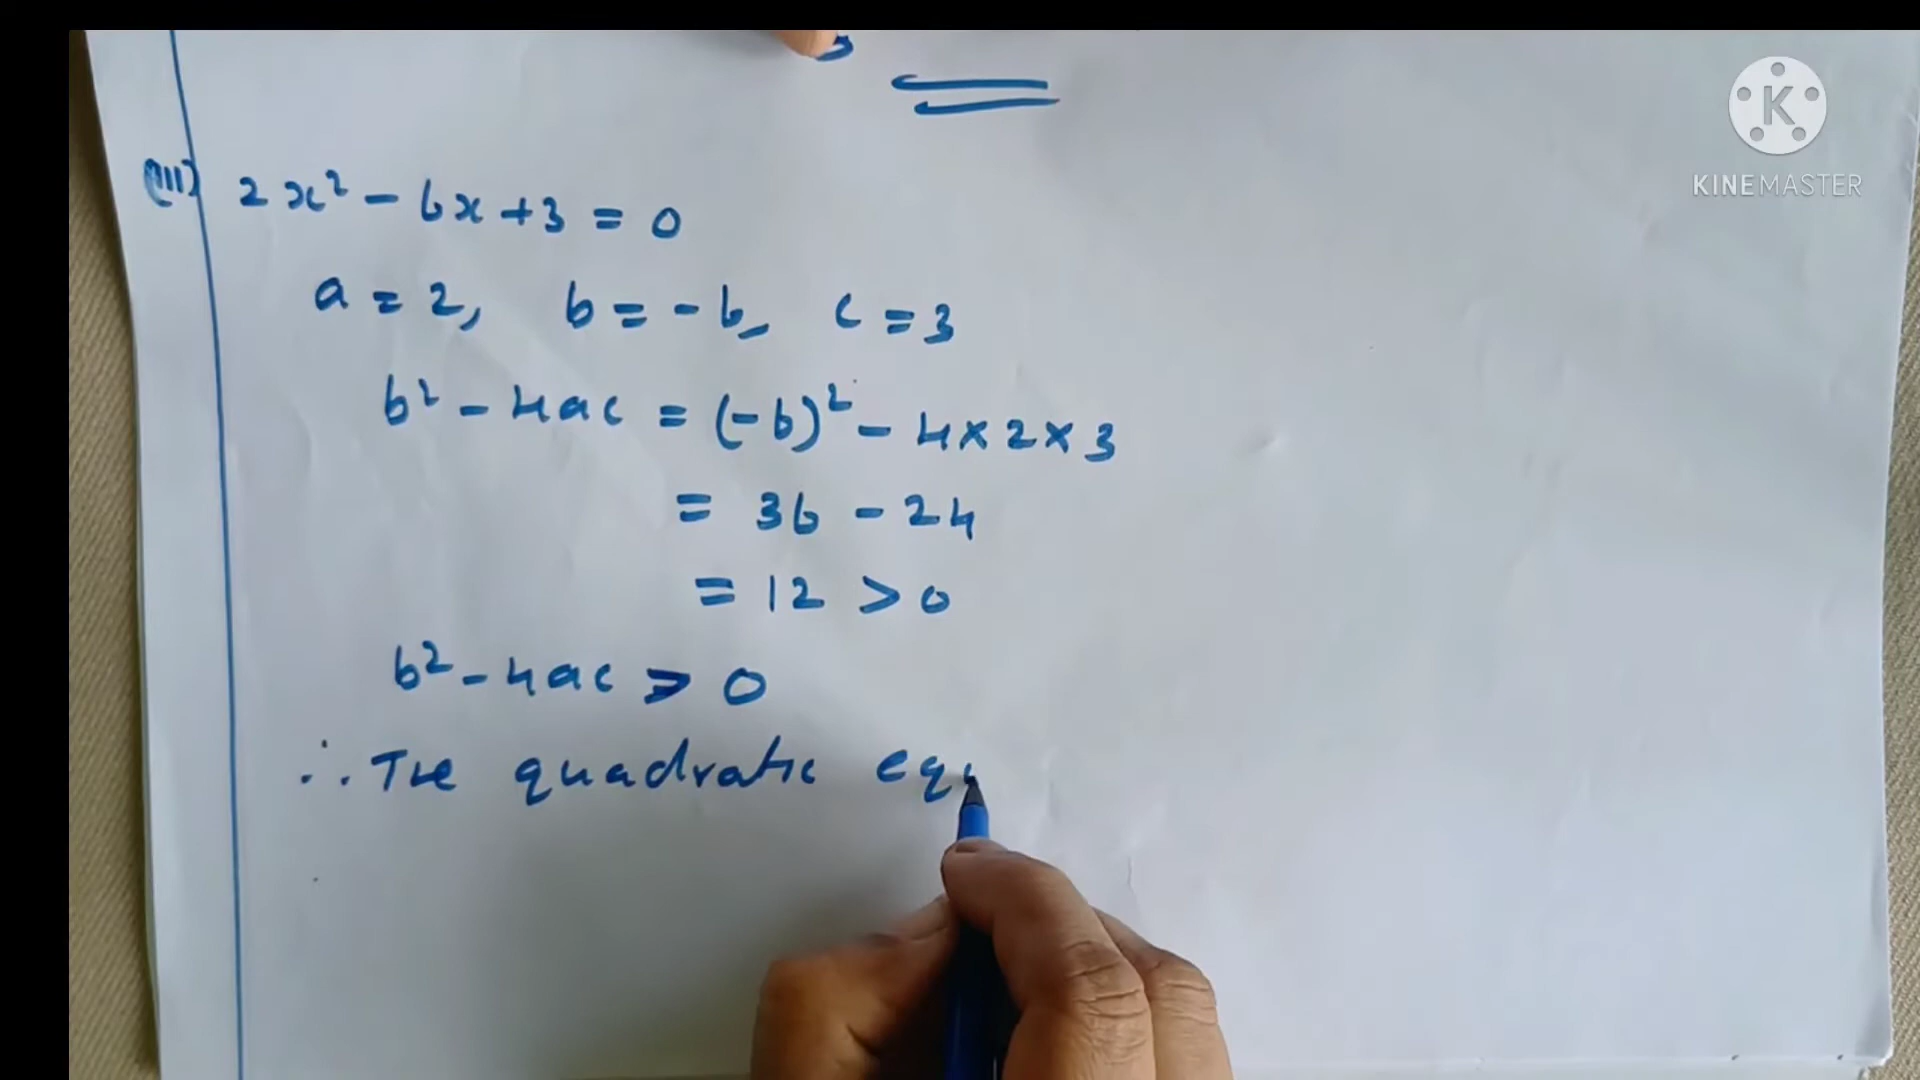 K
KINEMASTER
(III) 2x² - 6x + 3 = 0
a = 2, b = -6, c = 3
b² - 4ac = (-6)² - 4 × 2 × 3
= 36 - 24
= 12 > 0
b² - 4ac > 0
∴ The quadratic equ